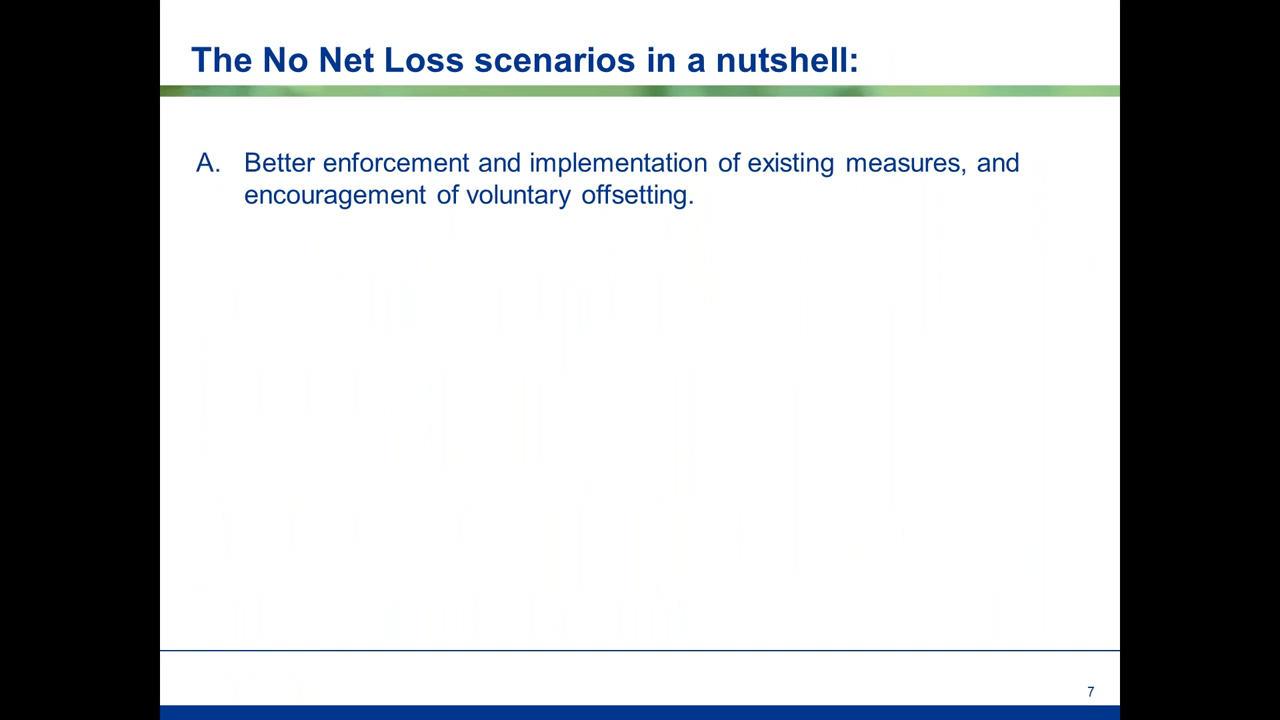 The No Net Loss scenarios in a nutshell:
A. Better enforcement and implementation of existing measures, and
encouragement of voluntary offsetting.
7